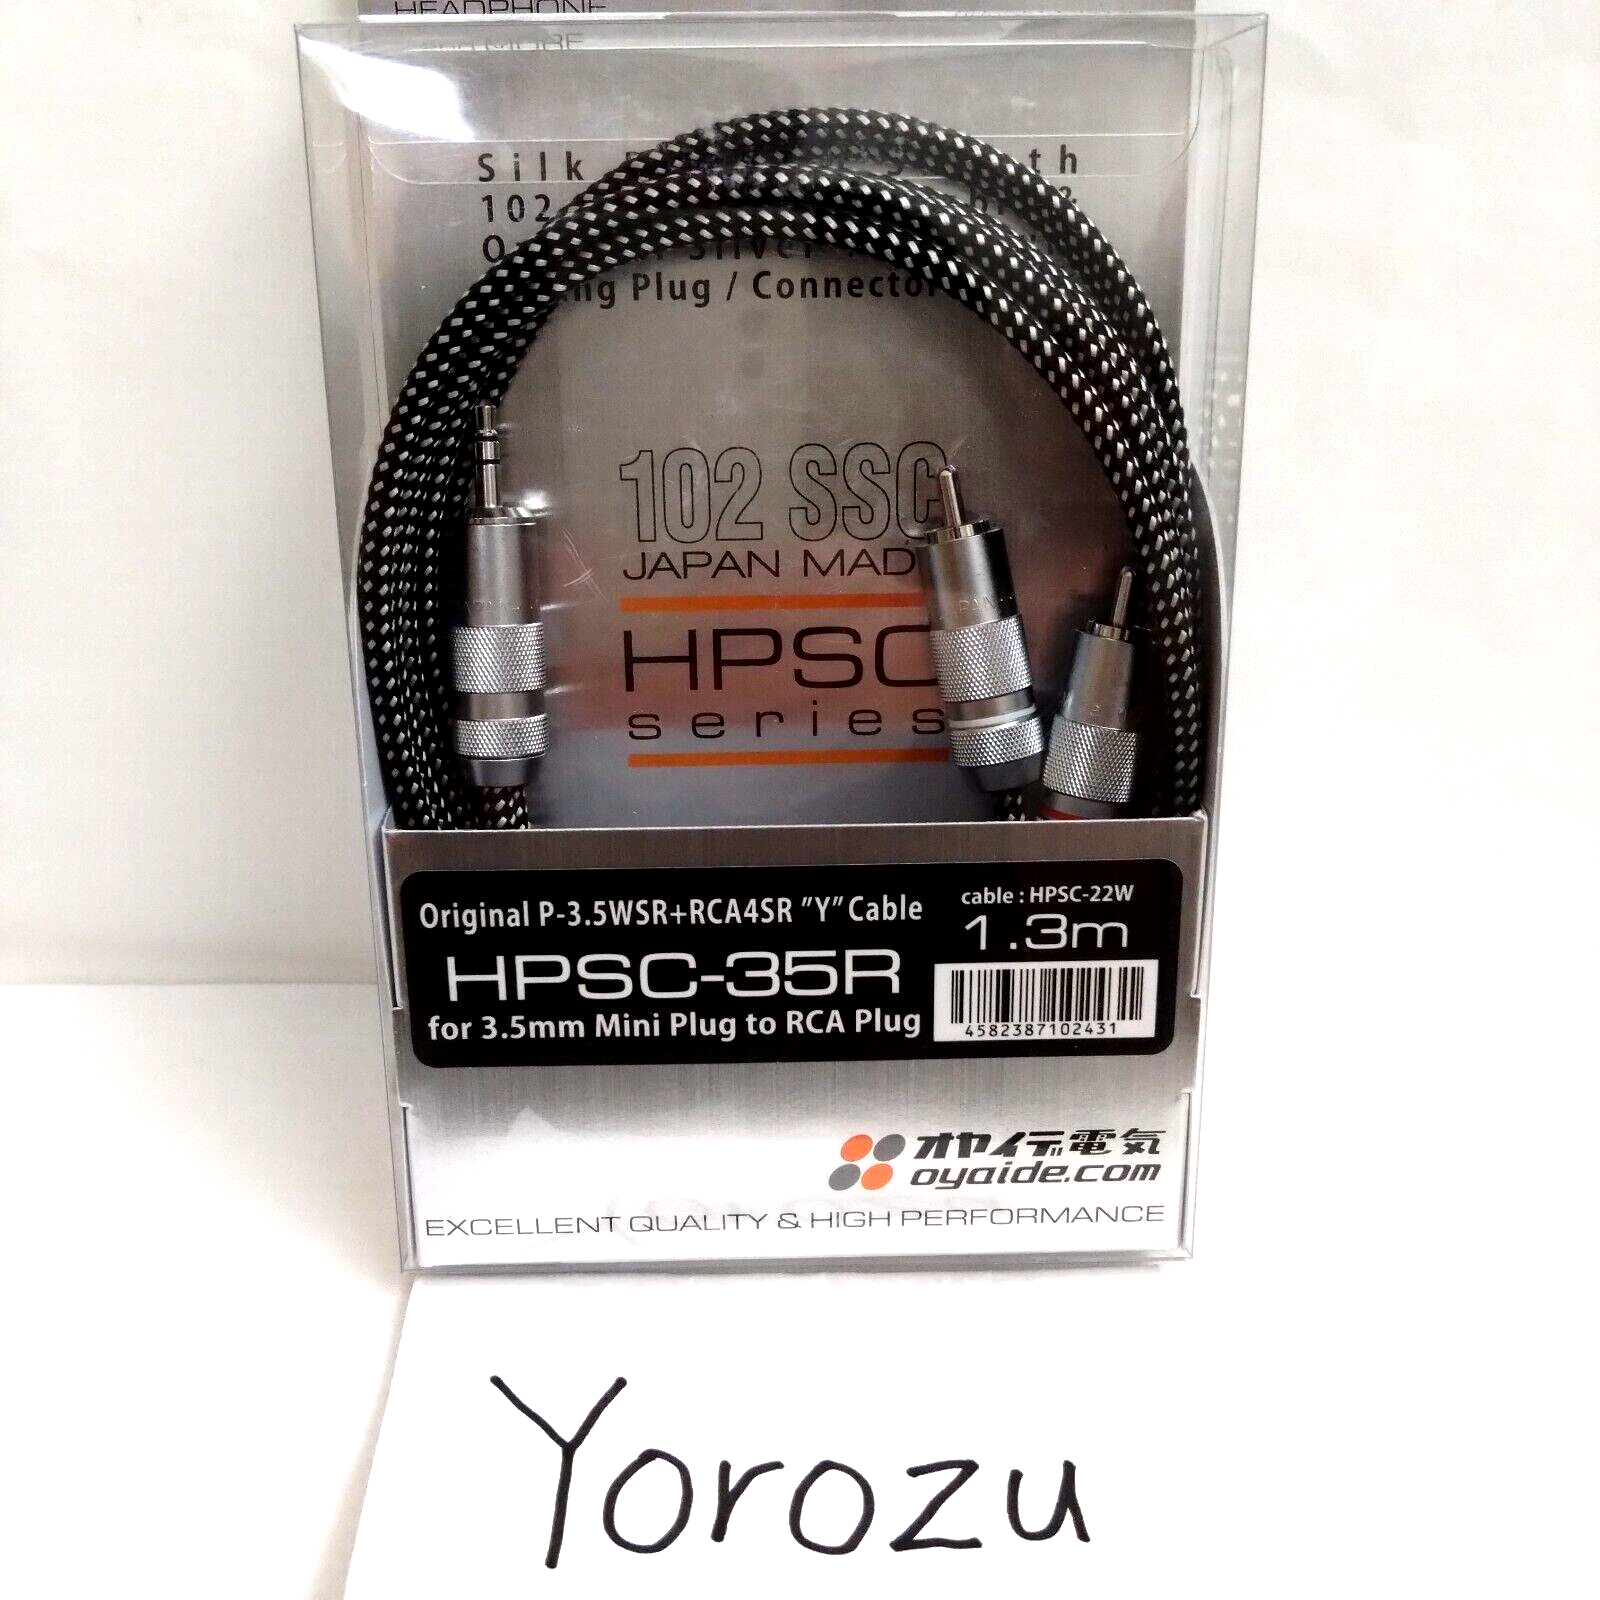 HEADPHONE
MORE
Silk
102
ng Plug / Connector
102 SSC
JAPAN MAD
HPSC
series
Original P-3.5WSR+RCA4SR "Y" Cable
cable : HPSC-22W
1.3m
HPSC-35R
for 3.5mm Mini Plug to RCA Plug
4582387102431
オヤイデ電気
oyaide.com
EXCELLENT QUALITY & HIGH PERFORMANCE
Yorozu